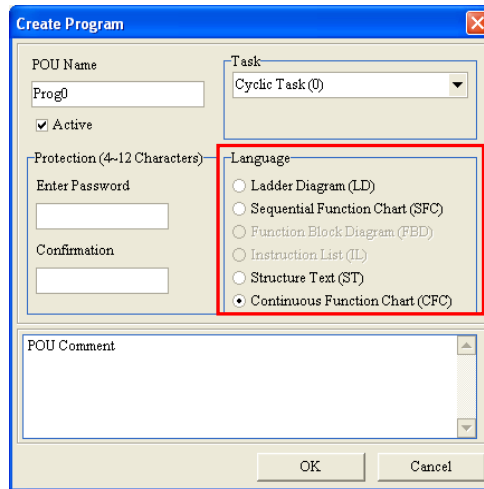 Create Program
POU Name
Prog0
Active
Task
Cyclic Task (0)
Protection (4~12 Characters)
Enter Password
Confirmation
Language
Ladder Diagram (LD)
Sequential Function Chart (SFC)
Function Block Diagram (FBD)
Instruction List (IL)
Structure Text (ST)
Continuous Function Chart (CFC)
POU Comment
OK
Cancel